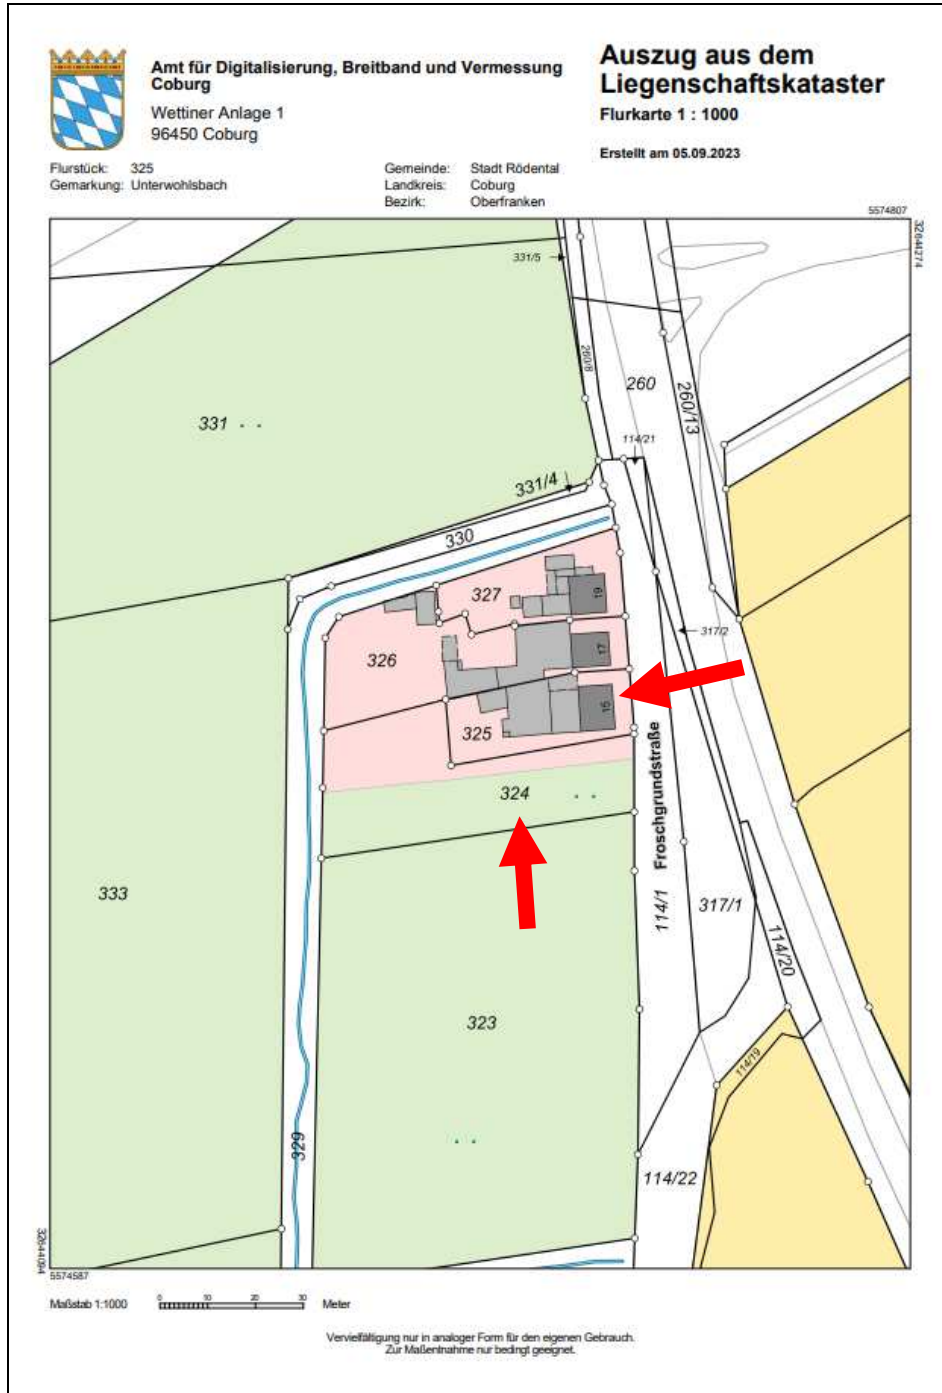 Amt für Digitalisierung, Breitband und Vermessung
Coburg
Wettiner Anlage 1
96450 Coburg
Auszug aus dem
Liegenschaftskataster
Flurkarte 1 : 1000
Erstellt am 05.09.2023
Flurstück: 325
Gemarkung: Unterwohlsbach
Gemeinde: Stadt Rödental
Landkreis: Coburg
Bezirk: Oberfranken
5574807
32644274
331/5
260/8
260
260/13
331
114/21
331/4
330
327
19
317/2
326
17
15
325
Froschgrundstraße
324
333
114/1
317/1
114/20
323
114/19
329
114/22
32644094
5574587
Maßstab 1:1000
0 10 20 30
Meter
Vervielfältigung nur in analoger Form für den eigenen Gebrauch.
Zur Maßentnahme nur bedingt geeignet.